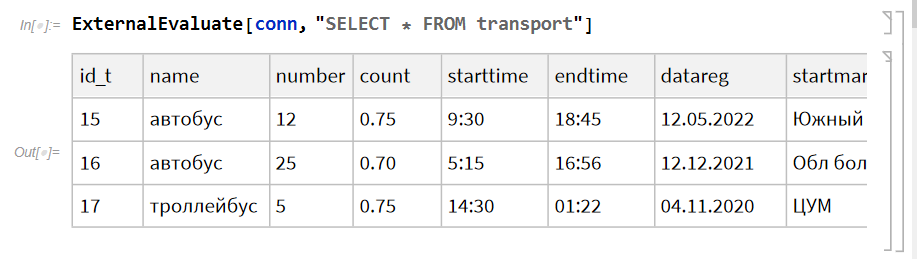 In[●]:= ExternalEvaluate[conn, "SELECT * FROM transport"]
Out[●]=
id_t name number count starttime endtime datareg startmar
15 автобус 12 0.75 9:30 18:45 12.05.2022 Южный
16 автобус 25 0.70 5:15 16:56 12.12.2021 Обл бол
17 троллейбус 5 0.75 14:30 01:22 04.11.2020 ЦУМ